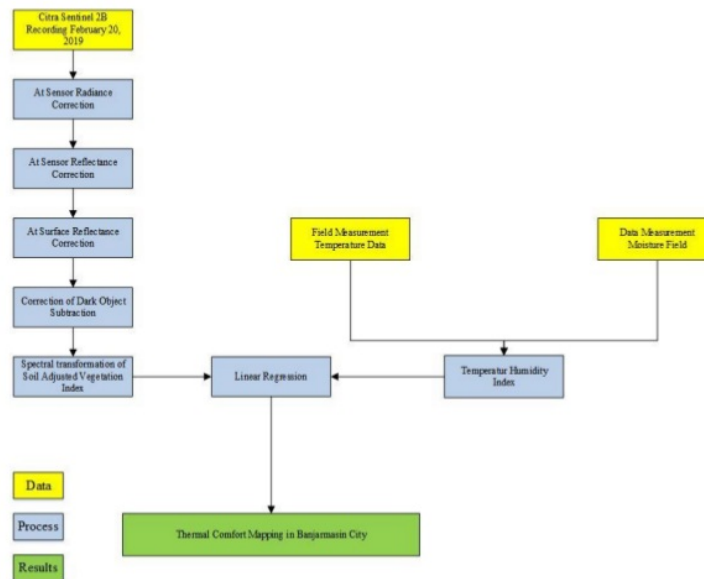 Citra Sentinel 2B
Recording February 20,
2019
At Sensor Radiance
Correction
At Sensor Reflectance
Correction
At Surface Reflectance
Correction
Field Measurement
Temperature Data
Data Measurement
Moisture Field
Correction of Dark Object
Subtraction
Spectral transformation of
Soil Adjusted Vegetation
Index
Linear Regression
Temperatur Humidity
Index
Data
Process
Results
Thermal Comfort Mapping in Banjarmasin City